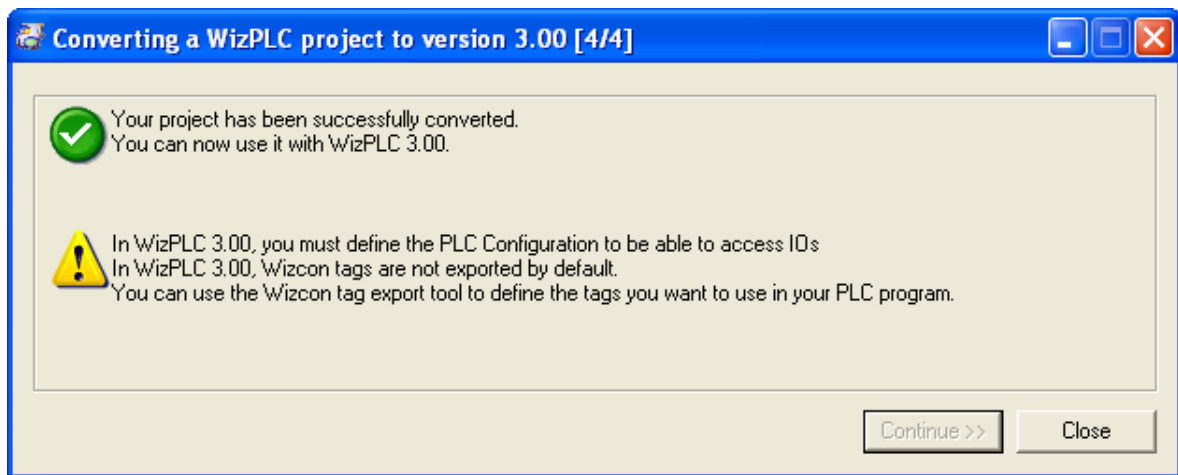 Converting a WizPLC project to version 3.00 [4/4]
Your project has been successfully converted.
You can now use it with WizPLC 3.00.
In WizPLC 3.00, you must define the PLC Configuration to be able to access IOs
In WizPLC 3.00, Wizcon tags are not exported by default.
You can use the Wizcon tag export tool to define the tags you want to use in your PLC program.
Continue >>
Close